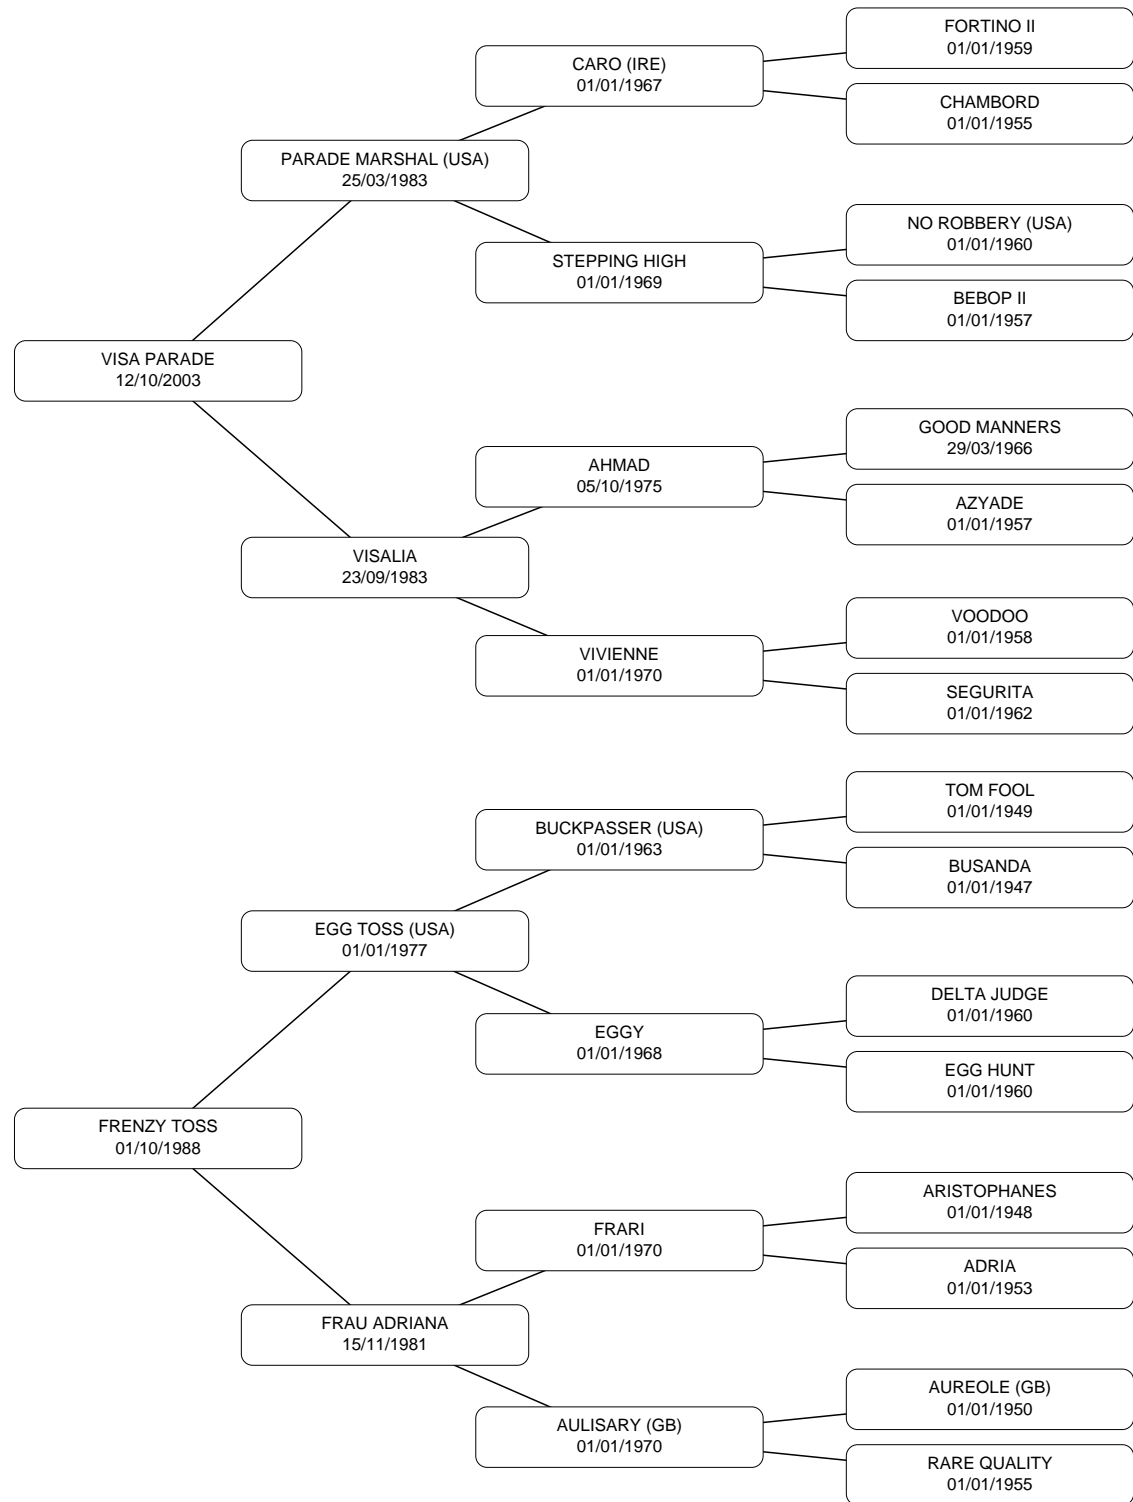 FORTINO II
01/01/1959
CARO (IRE)
01/01/1967
CHAMBORD
01/01/1955
PARADE MARSHAL (USA)
25/03/1983
NO ROBBERY (USA)
01/01/1960
STEPPING HIGH
01/01/1969
BEBOP II
01/01/1957
VISA PARADE
12/10/2003
GOOD MANNERS
29/03/1966
AHMAD
05/10/1975
AZYADE
01/01/1957
VISALIA
23/09/1983
VOODOO
01/01/1958
VIVIENNE
01/01/1970
SEGURITA
01/01/1962
TOM FOOL
01/01/1949
BUCKPASSER (USA)
01/01/1963
BUSANDA
01/01/1947
EGG TOSS (USA)
01/01/1977
DELTA JUDGE
01/01/1960
EGGY
01/01/1968
EGG HUNT
01/01/1960
FRENZY TOSS
01/10/1988
ARISTOPHANES
01/01/1948
FRARI
01/01/1970
ADRIA
01/01/1953
FRAU ADRIANA
15/11/1981
AUREOLE (GB)
01/01/1950
AULISARY (GB)
01/01/1970
RARE QUALITY
01/01/1955